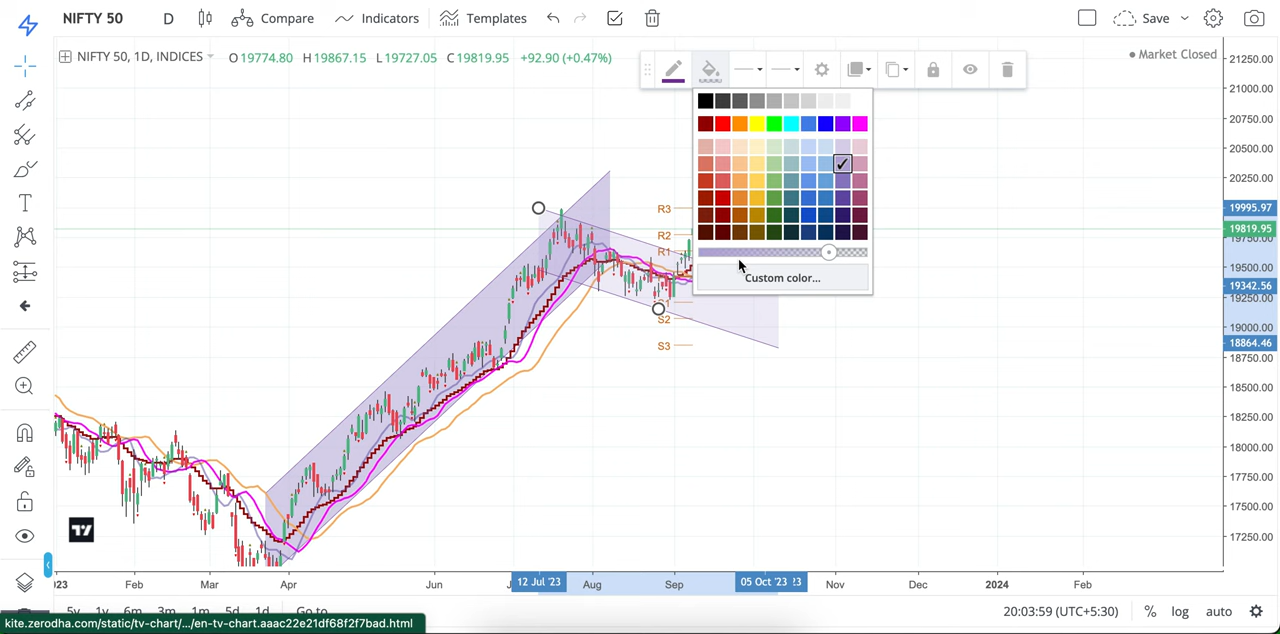 NIFTY 50 D Compare Indicators Templates Save
NIFTY 50, 1D, INDICES O19774.80 H19867.15 L19727.05 C19819.95 +92.90 (+0.47%)
Market Closed
21250.00
21000.00
20750.00
20500.00
20250.00
R3
19995.97
R2
19819.95
19750.00
R1
19500.00
Custom color...
19342.56
19250.00
S2
19000.00
S3
18864.46
18750.00
18500.00
18250.00
18000.00
17750.00
17500.00
17250.00
Feb Mar Apr Jun 12 Jul '23 Aug Sep 05 Oct '23 Nov Dec 2024 Feb
5y 1y 6m 3m 1m 5d 1d Go to 20:03:59 (UTC+5:30) % log auto
kite.zerodha.com/static/tv-chart/.../en-tv-chart.aaac22e21df68f2f7bad.html